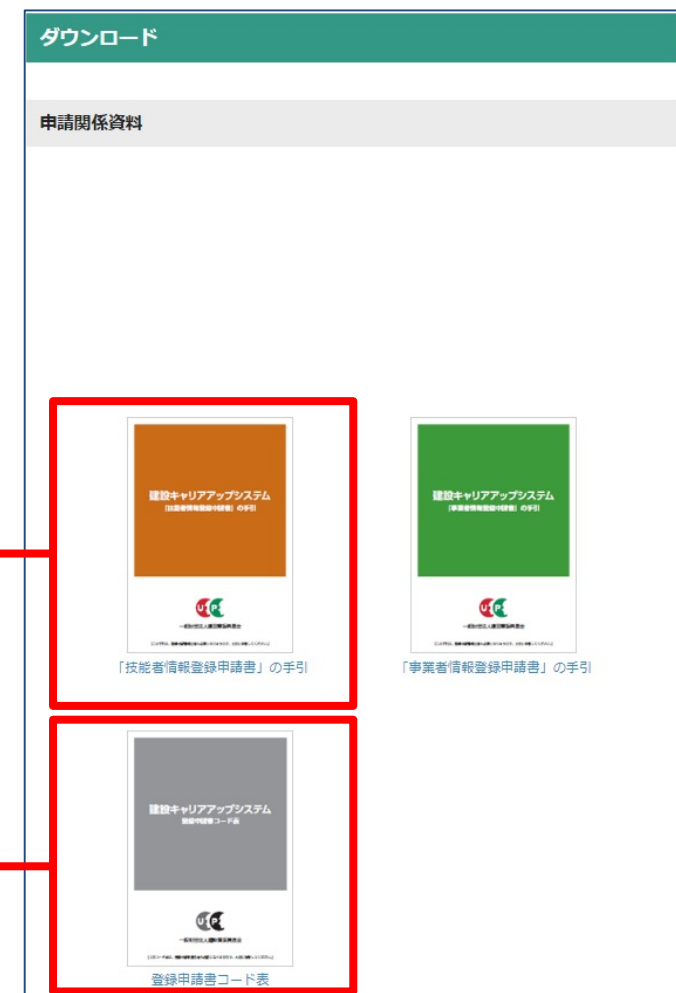 ダウンロード
申請関係資料
建設キャリアアップシステム
「技能者情報登録申請書」の手引
「技能者情報登録申請書」の手引
建設キャリアアップシステム
「事業者情報登録申請書」の手引
「事業者情報登録申請書」の手引
建設キャリアアップシステム
登録申請書コード表
登録申請書コード表